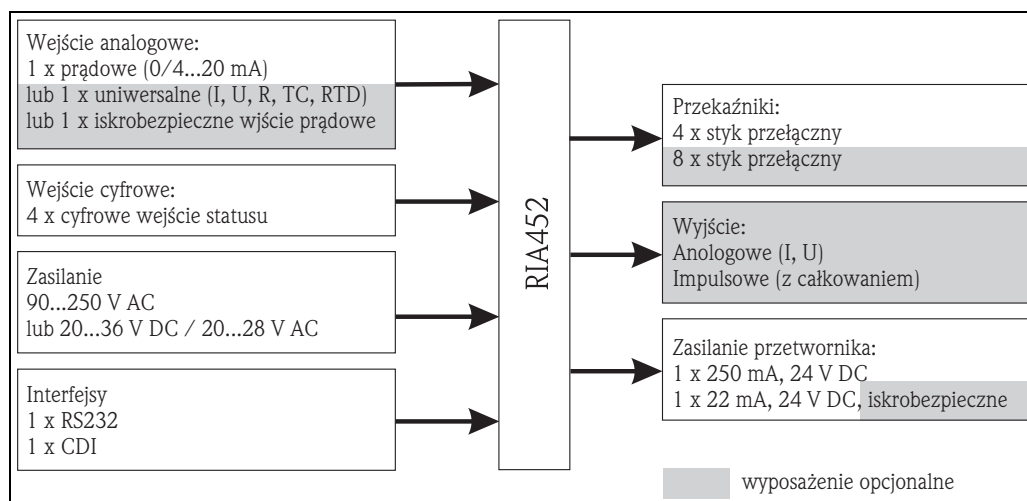 Wejście analogowe:
1 x prądowe (0/4...20 mA)
lub 1 x uniwersalne (I, U, R, TC, RTD)
lub 1 x iskrobezpieczne wjście prądowe
Wejście cyfrowe:
4 x cyfrowe wejście statusu
Zasilanie
90...250 V AC
lub 20...36 V DC / 20...28 V AC
Interfejsy
1 x RS232
1 x CDI
RIA452
Przekaźniki:
4 x styk przełączny
8 x styk przełączny
Wyjście:
Anologowe (I, U)
Impulsowe (z całkowaniem)
Zasilanie przetwornika:
1 x 250 mA, 24 V DC
1 x 22 mA, 24 V DC, iskrobezpieczne
wyposażenie opcjonalne